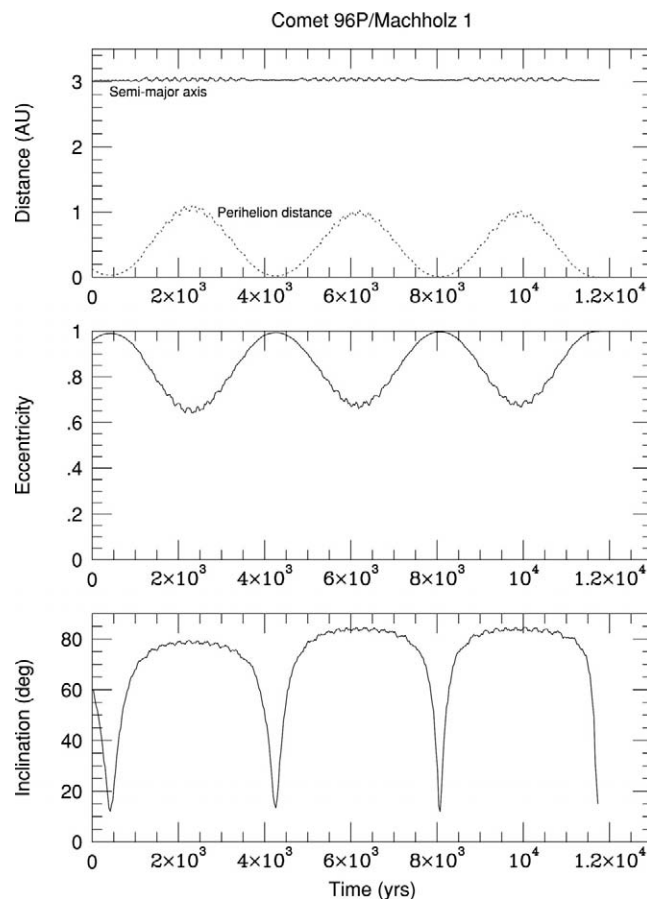 Comet 96P/Machholz 1
3
2
1
0
Distance (AU)
Semi-major axis
Perihelion distance
0 2×10³ 4×10³ 6×10³ 8×10³ 10⁴ 1.2×10⁴
1
.8
.6
.4
.2
0
Eccentricity
0 2×10³ 4×10³ 6×10³ 8×10³ 10⁴ 1.2×10⁴
80
60
40
20
0
Inclination (deg)
0 2×10³ 4×10³ 6×10³ 8×10³ 10⁴ 1.2×10⁴
Time (yrs)